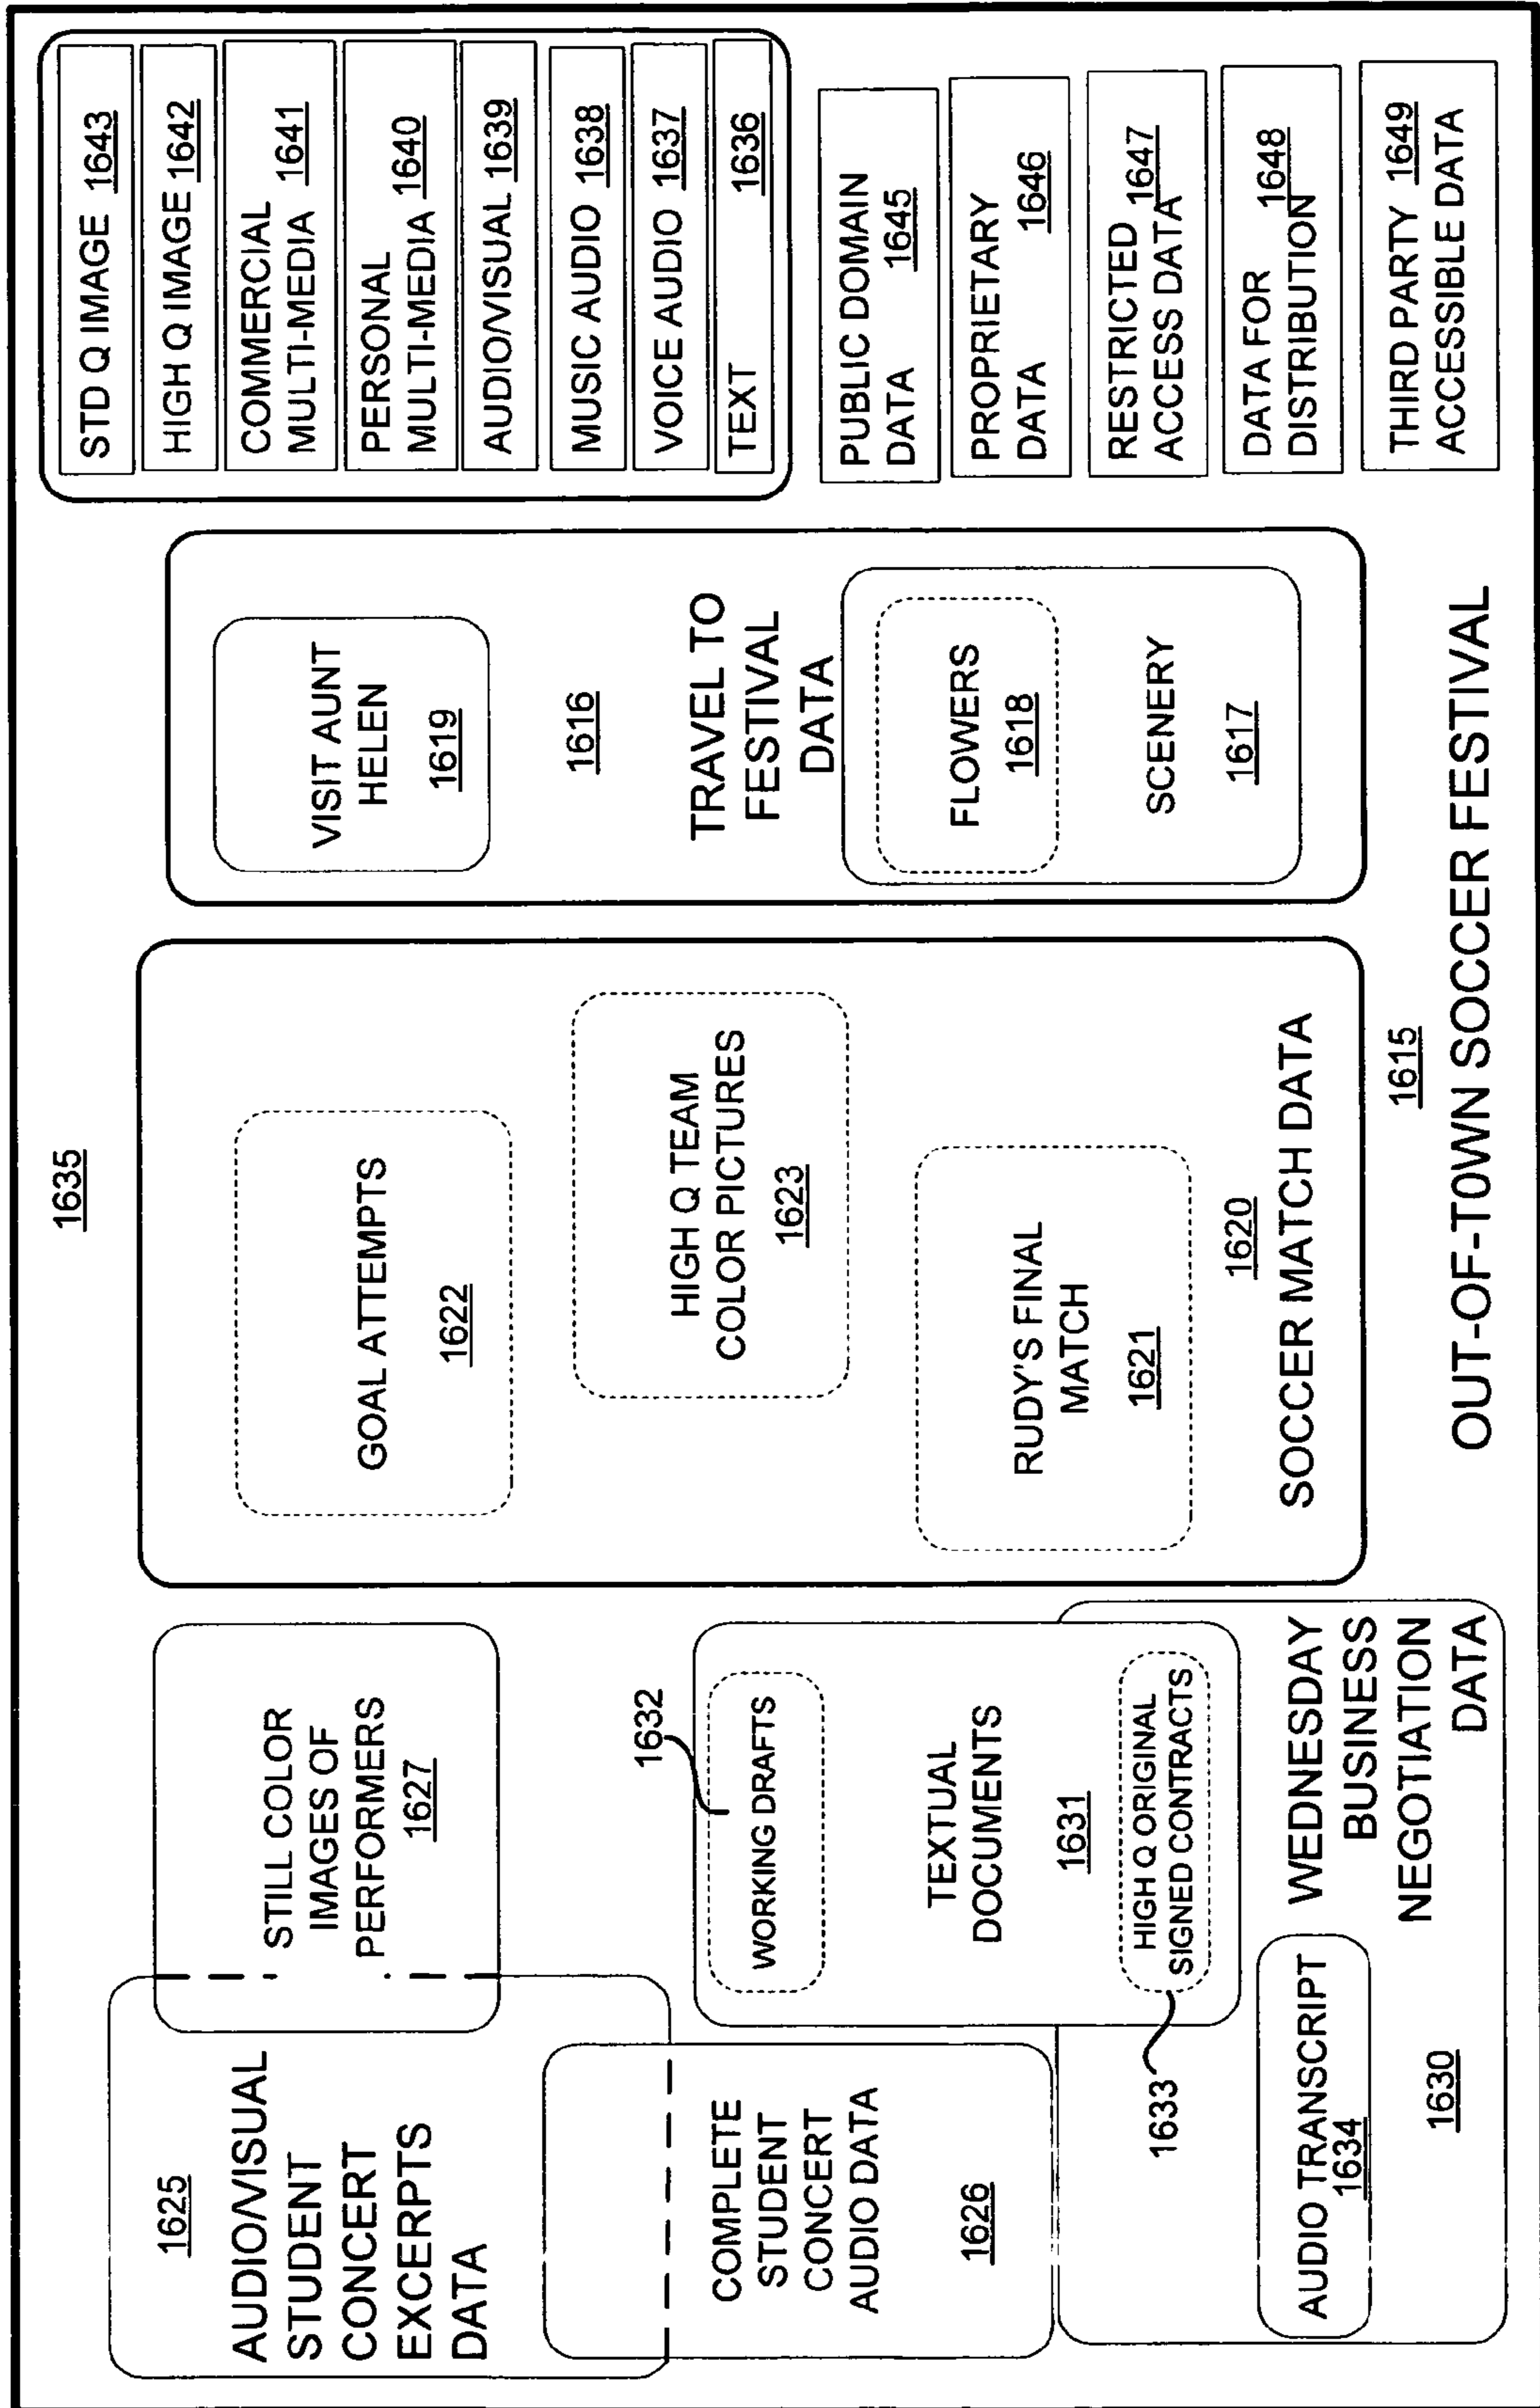 1635
1625
AUDIO/VISUAL
STUDENT
CONCERT
EXCERPTS
DATA
STILL COLOR
IMAGES OF
PERFORMERS
1627
COMPLETE
STUDENT
CONCERT
AUDIO DATA
1626
1632
WORKING DRAFTS
TEXTUAL
DOCUMENTS
1631
HIGH Q ORIGINAL
SIGNED CONTRACTS
1633
AUDIO TRANSCRIPT
1634
1630
WEDNESDAY
BUSINESS
NEGOTIATION
DATA
GOAL ATTEMPTS
1622
HIGH Q TEAM
COLOR PICTURES
1623
RUDY'S FINAL
MATCH
1621
1620
SOCCER MATCH DATA
VISIT AUNT
HELEN
1619
1616
TRAVEL TO
FESTIVAL
DATA
FLOWERS
1618
SCENERY
1617
1615
OUT-OF-TOWN SOCCER FESTIVAL
STD Q IMAGE 1643
HIGH Q IMAGE 1642
COMMERCIAL
MULTI-MEDIA 1641
PERSONAL
MULTI-MEDIA 1640
AUDIO/VISUAL 1639
MUSIC AUDIO 1638
VOICE AUDIO 1637
TEXT 1636
PUBLIC DOMAIN
DATA 1645
PROPRIETARY
DATA 1646
RESTRICTED 1647
ACCESS DATA
DATA FOR 1648
DISTRIBUTION
THIRD PARTY 1649
ACCESSIBLE DATA